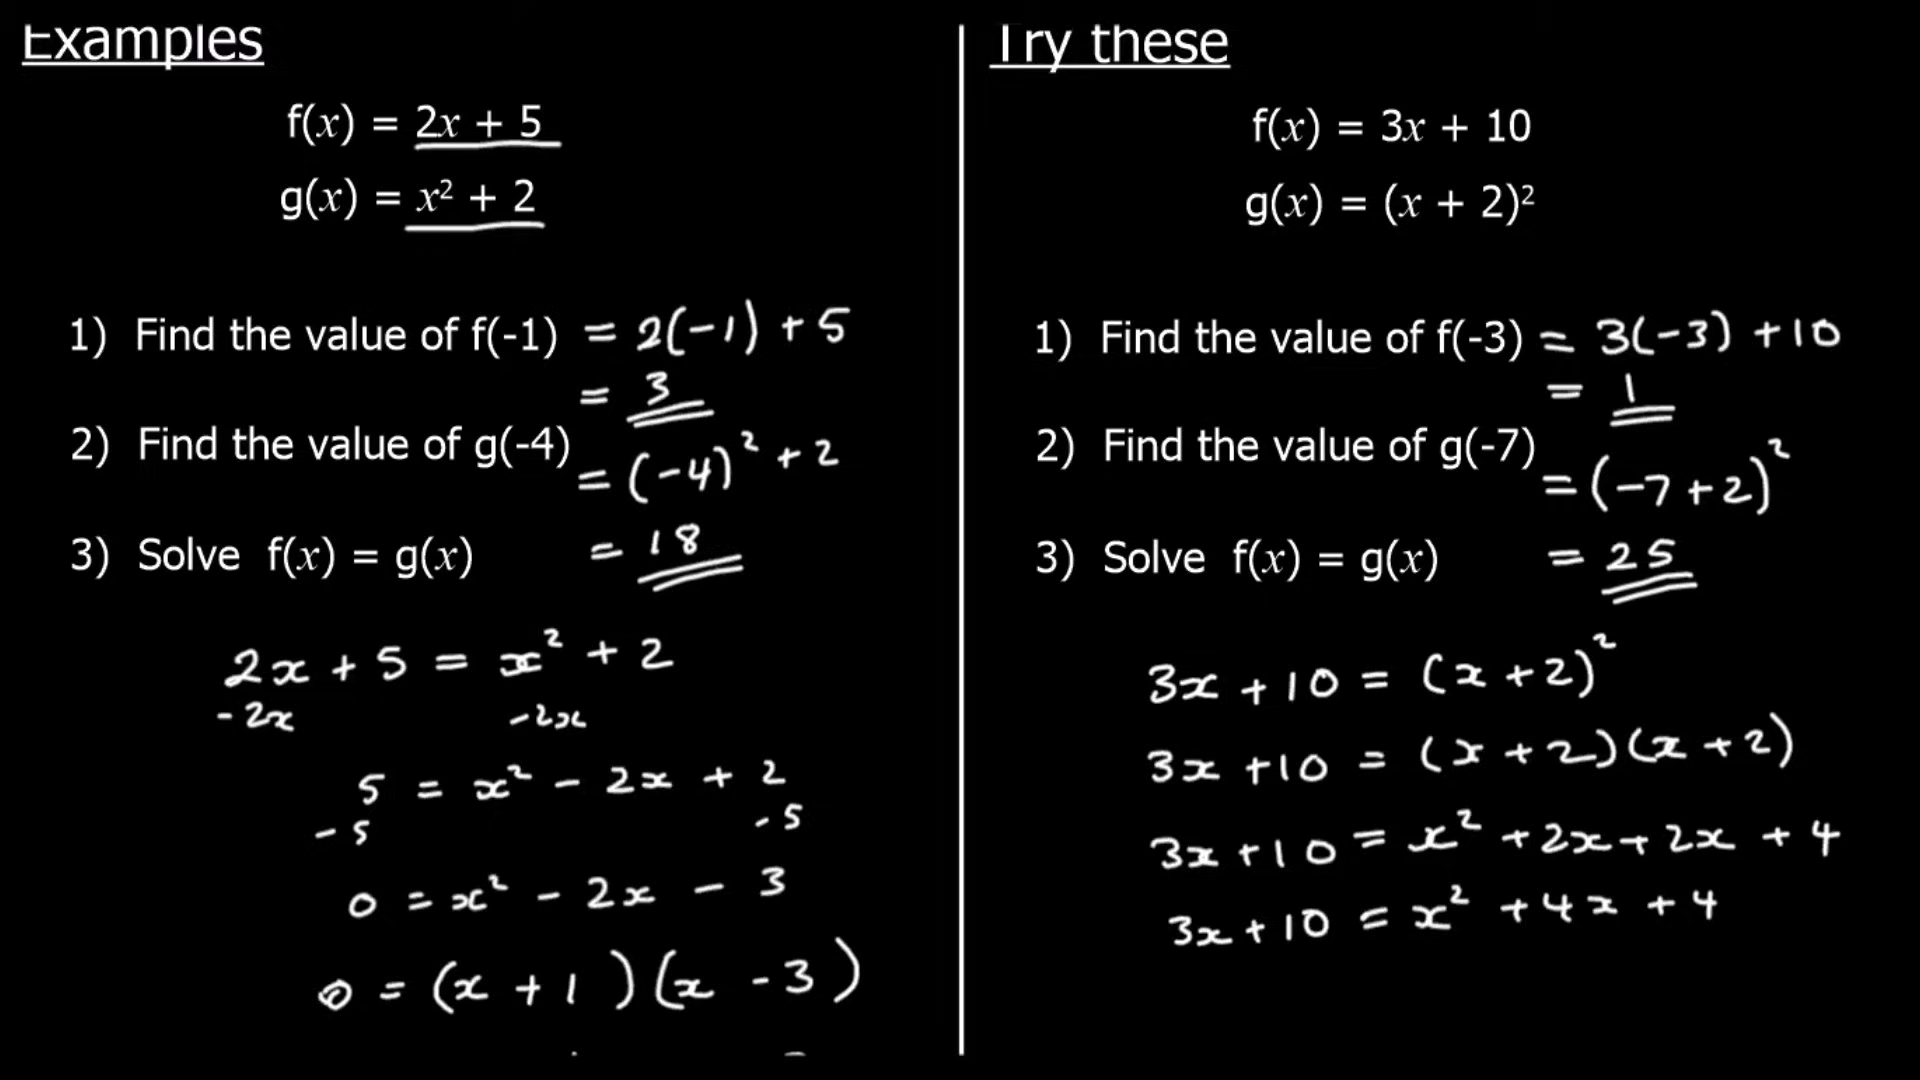 Examples
f(x) = 2x + 5
g(x) = x² + 2
1) Find the value of f(-1) = 2(-1) + 5
= 3
2) Find the value of g(-4)
= (-4)² + 2
3) Solve f(x) = g(x) = 18
2x + 5 = x² + 2
-2x -2x
5 = x² - 2x + 2
-5 -5
0 = x² - 2x - 3
0 = (x + 1)(x - 3)
Try these
f(x) = 3x + 10
g(x) = (x + 2)²
1) Find the value of f(-3) = 3(-3) + 10
= 1
2) Find the value of g(-7)
= (-7 + 2)²
3) Solve f(x) = g(x) = 25
3x + 10 = (x + 2)²
3x + 10 = (x + 2)(x + 2)
3x + 10 = x² + 2x + 2x + 4
3x + 10 = x² + 4x + 4